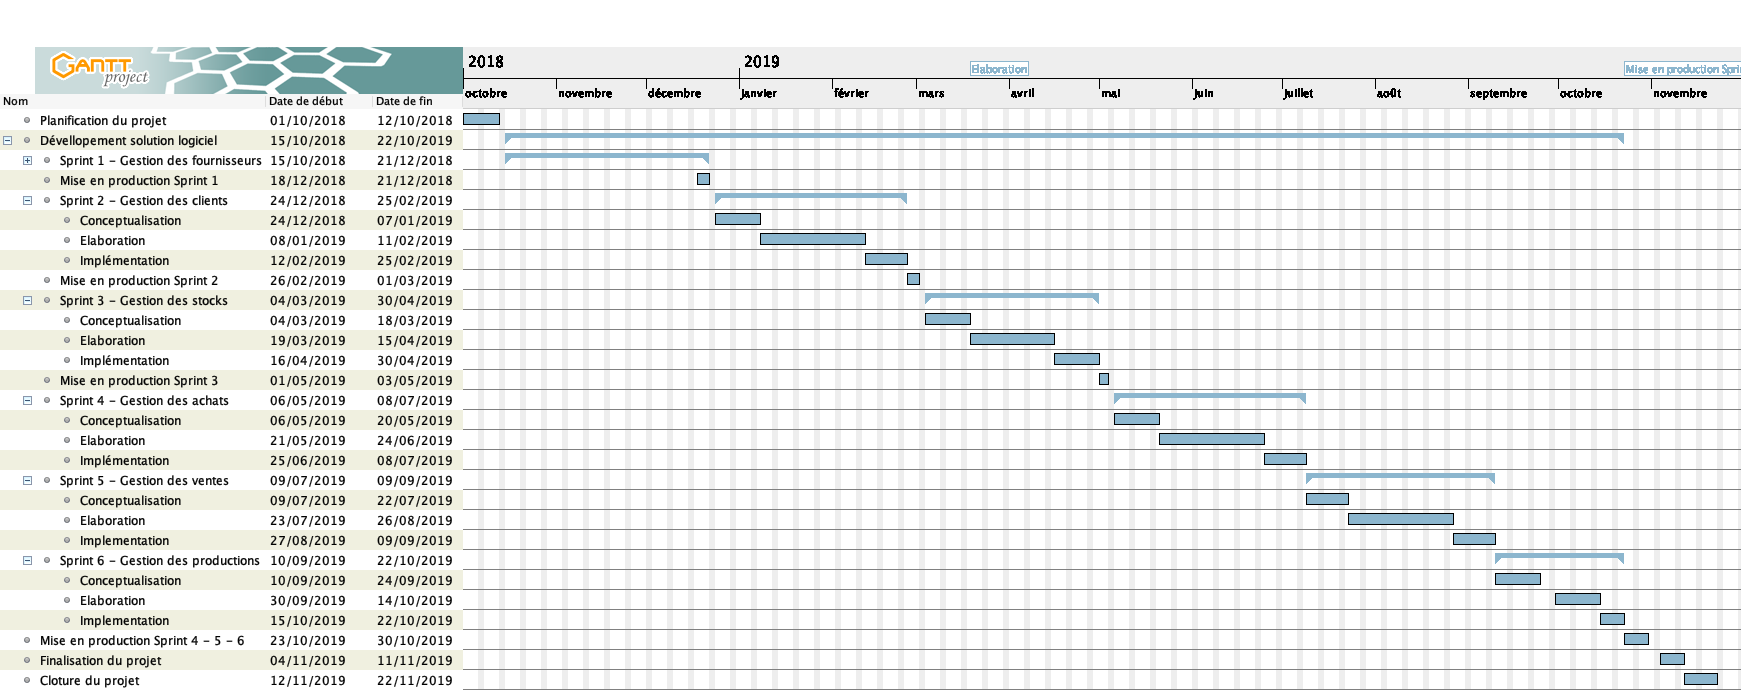 2018 2019
GANTT
project
Elaboration Mise en production Spri
Nom Date de début Date de fin octobre novembre décembre janvier février mars avril mai juin juillet août septembre octobre novembre
Planification du projet 01/10/2018 12/10/2018
Dévellopement solution logiciel 15/10/2018 22/10/2019
Sprint 1 - Gestion des fournisseurs 15/10/2018 21/12/2018
Mise en production Sprint 1 18/12/2018 21/12/2018
Sprint 2 - Gestion des clients 24/12/2018 25/02/2019
Conceptualisation 24/12/2018 07/01/2019
Elaboration 08/01/2019 11/02/2019
Implémentation 12/02/2019 25/02/2019
Mise en production Sprint 2 26/02/2019 01/03/2019
Sprint 3 - Gestion des stocks 04/03/2019 30/04/2019
Conceptualisation 04/03/2019 18/03/2019
Elaboration 19/03/2019 15/04/2019
Implémentation 16/04/2019 30/04/2019
Mise en production Sprint 3 01/05/2019 03/05/2019
Sprint 4 - Gestion des achats 06/05/2019 08/07/2019
Conceptualisation 06/05/2019 20/05/2019
Elaboration 21/05/2019 24/06/2019
Implémentation 25/06/2019 08/07/2019
Sprint 5 - Gestion des ventes 09/07/2019 09/09/2019
Conceptualisation 09/07/2019 22/07/2019
Elaboration 23/07/2019 26/08/2019
Implementation 27/08/2019 09/09/2019
Sprint 6 - Gestion des productions 10/09/2019 22/10/2019
Conceptualisation 10/09/2019 24/09/2019
Elaboration 30/09/2019 14/10/2019
Implementation 15/10/2019 22/10/2019
Mise en production Sprint 4 - 5 - 6 23/10/2019 30/10/2019
Finalisation du projet 04/11/2019 11/11/2019
Cloture du projet 12/11/2019 22/11/2019